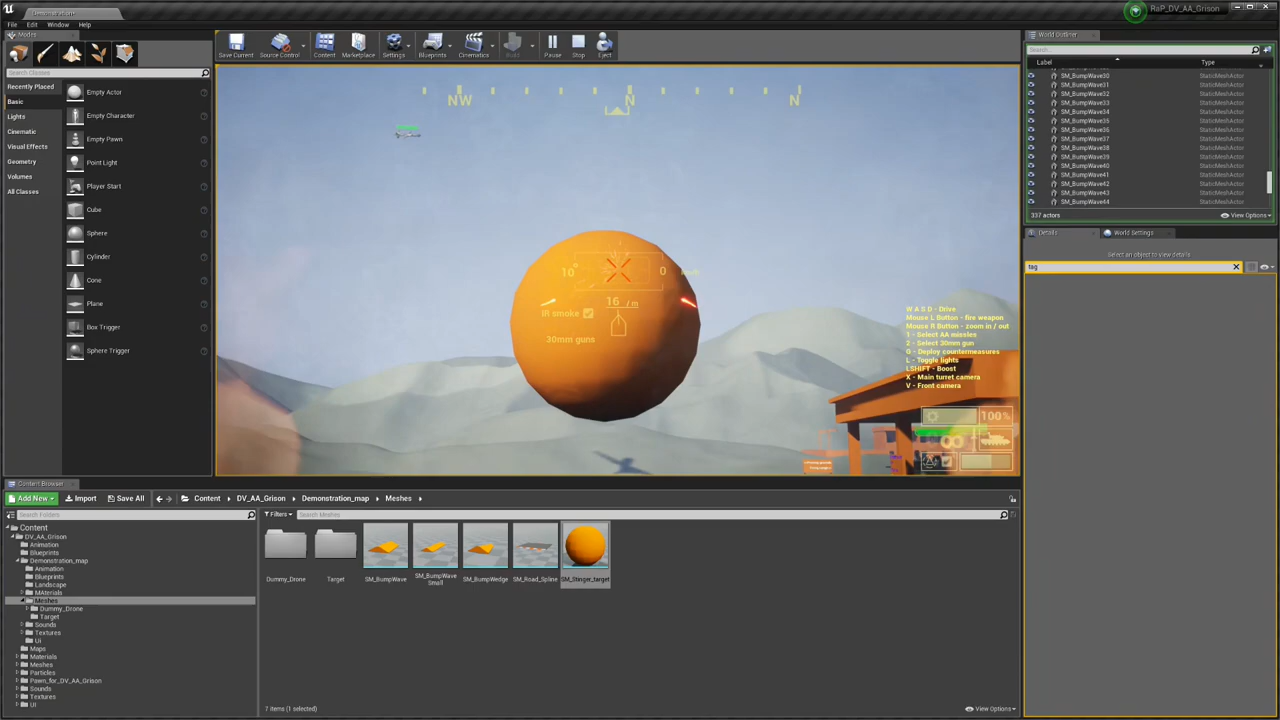 Demonstration
RaP_DV_AA_Grison
File Edit Window Help
Modes
Search Classes
Recently Placed
Basic
Lights
Cinematic
Visual Effects
Geometry
Volumes
All Classes
Empty Actor
Empty Character
Empty Pawn
Point Light
Player Start
Cube
Sphere
Cylinder
Cone
Plane
Box Trigger
Sphere Trigger
Save Current
Source Control
Content
Marketplace
Settings
Blueprints
Cinematics
Build
Pause
Stop
Eject
NW
N
N
10°
0
16 / m
IR smoke
30mm guns
W A S D - Drive
Mouse L Button - fire weapon
Mouse R Button - zoom in / out
1 - Select AA missiles
2 - Select 30mm gun
G - Deploy countermeasures
L - Toggle lights
LSHIFT - Boost
X - Main turret camera
V - Front camera
100%
World Outliner
Search...
Label Type
SM_BumpWave30 StaticMeshActor
SM_BumpWave31 StaticMeshActor
SM_BumpWave32 StaticMeshActor
SM_BumpWave33 StaticMeshActor
SM_BumpWave34 StaticMeshActor
SM_BumpWave35 StaticMeshActor
SM_BumpWave36 StaticMeshActor
SM_BumpWave37 StaticMeshActor
SM_BumpWave38 StaticMeshActor
SM_BumpWave39 StaticMeshActor
SM_BumpWave40 StaticMeshActor
SM_BumpWave41 StaticMeshActor
SM_BumpWave42 StaticMeshActor
SM_BumpWave43 StaticMeshActor
SM_BumpWave44 StaticMeshActor
337 actors
View Options
Details
World Settings
Select an object to view details
tag
Content Browser
Add New
Import
Save All
Content
DV_AA_Grison
Demonstration_map
Meshes
Search Folders
Filters
Search Meshes
Content
DV_AA_Grison
Animation
Blueprints
Demonstration_map
Animation
Blueprints
Landscape
MAterials
Meshes
Dummy_Drone
Target
Sounds
Textures
Ui
Maps
Materials
Meshes
Particles
Pawn_for_DV_AA_Grison
Sounds
Textures
UI
Dummy_Drone
Target
SM_BumpWave
SM_BumpWave
Small
SM_BumpWedge
SM_Road_Spline
SM_Stinger_target
7 items (1 selected)
View Options